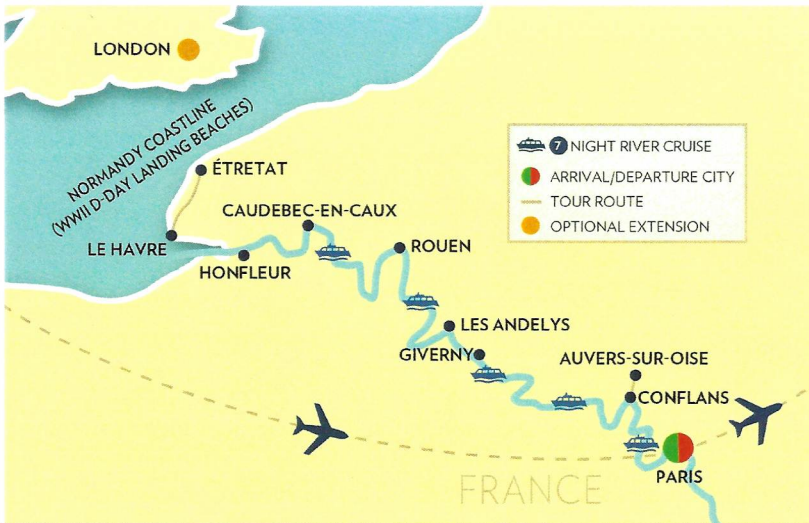 LONDON
NORMANDY COASTLINE
(WWII D-DAY LANDING BEACHES)
ÉTRETAT
CAUDEBEC-EN-CAUX
LE HAVRE
HONFLEUR
ROUEN
LES ANDELYS
GIVERNY
AUVERS-SUR-OISE
CONFLANS
PARIS
FRANCE
7 NIGHT RIVER CRUISE
ARRIVAL/DEPARTURE CITY
TOUR ROUTE
OPTIONAL EXTENSION